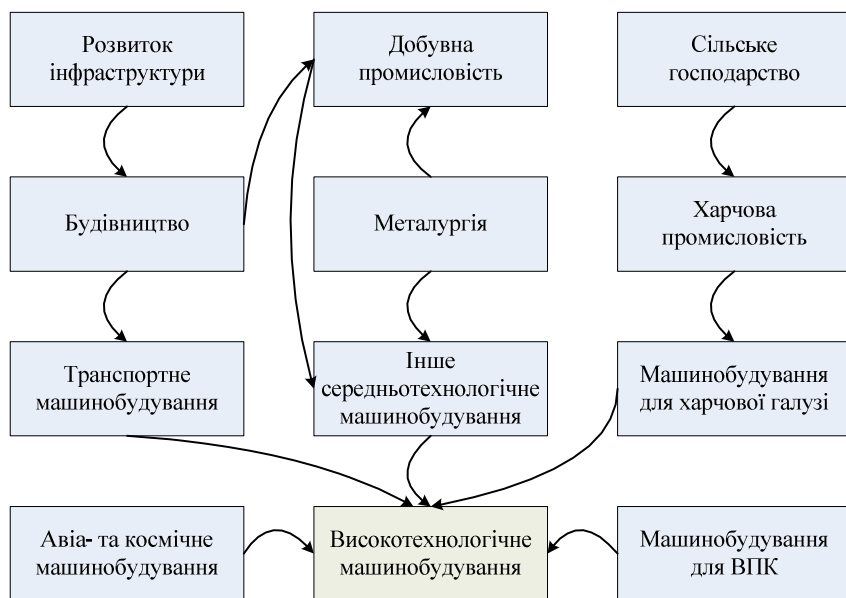 Розвиток
інфраструктури
Добувна
промисловість
Сільське
господарство
Будівництво
Металургія
Харчова
промисловість
Транспортне
машинобудування
Інше
середньотехнологічне
машинобудування
Машинобудування
для харчової галузі
Авіа- та космічне
машинобудування
Високотехнологічне
машинобудування
Машинобудування
для ВПК